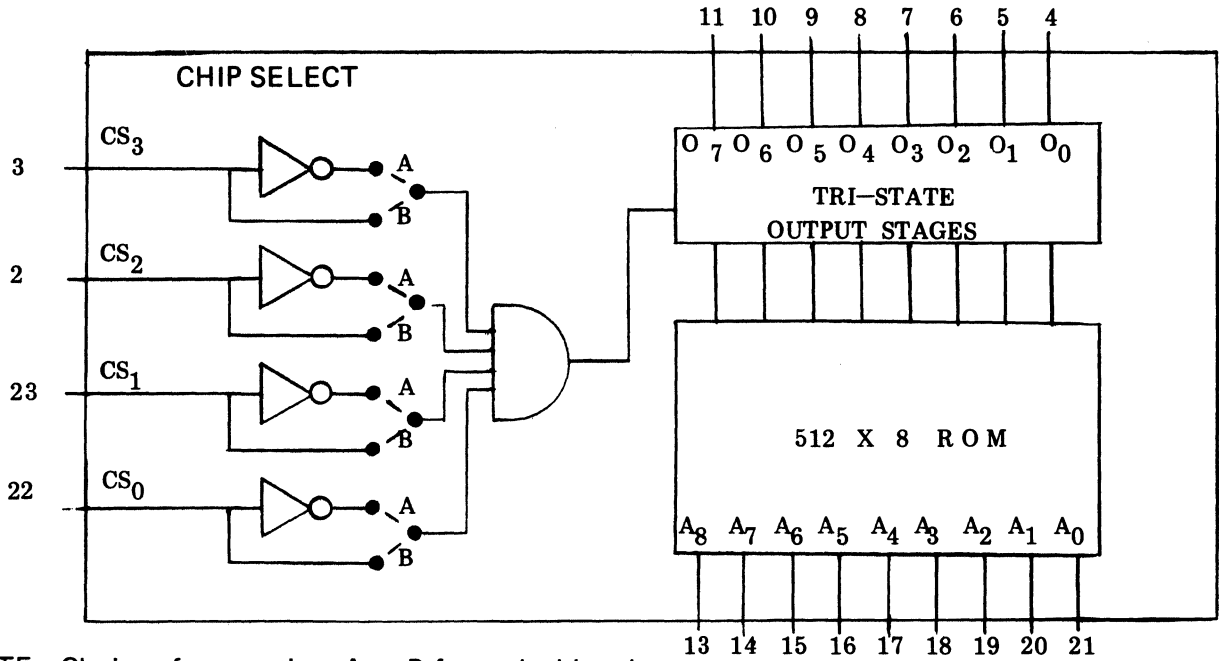 11 10 9 8 7 6 5 4
CHIP SELECT
3 CS3 A B
2 CS2 A B
23 CS1 A B
22 CS0 A B
O7 O6 O5 O4 O3 O2 O1 O0
TRI-STATE
OUTPUT STAGES
512 X 8 ROM
A8 A7 A6 A5 A4 A3 A2 A1 A0
13 14 15 16 17 18 19 20 21